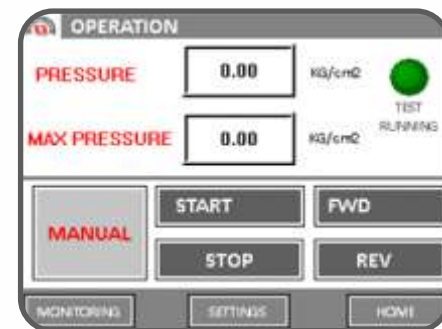 OPERATION
PRESSURE 0.00 KG/cm2
TEST RUNNING
MAX PRESSURE 0.00 KG/cm2
MANUAL
START FWD
STOP REV
MONITORING SETTINGS HOME